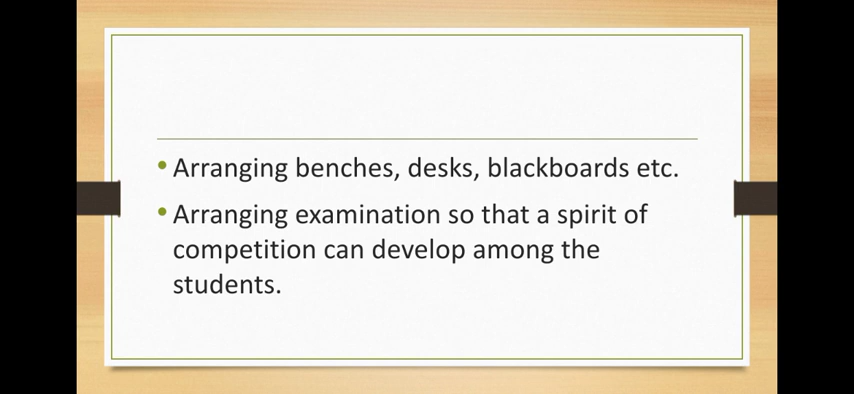 • Arranging benches, desks, blackboards etc.
• Arranging examination so that a spirit of
competition can develop among the
students.